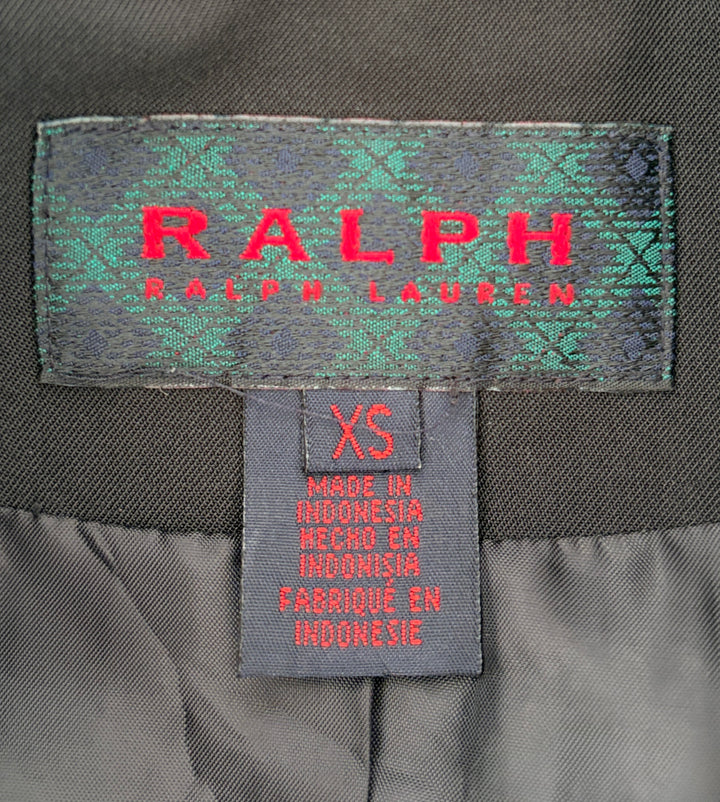 RALPH
RALPH LAUREN
XS
MADE IN
INDONESIA
HECHO EN
INDONISIA
FABRIQUÉ EN
INDONESIE